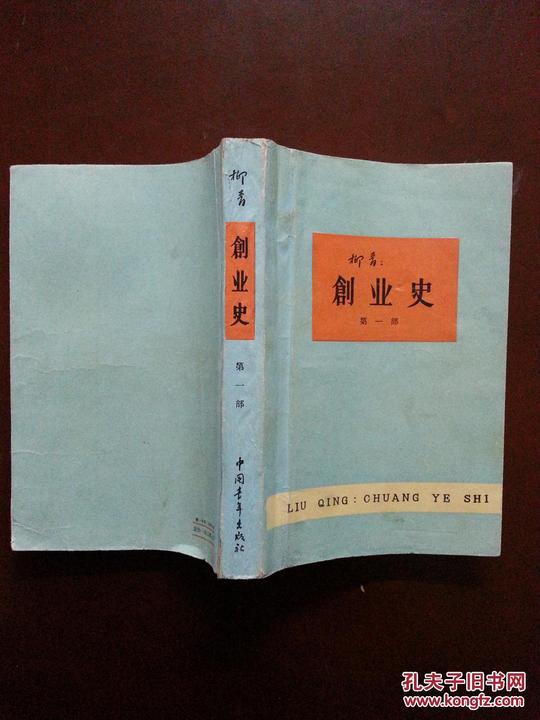 柳青
創业史
第一部
中国青年出版社
柳青：
創业史
第一部
LIU QING: CHUANG YE SHI
孔夫子旧书网
www.kongfz.com